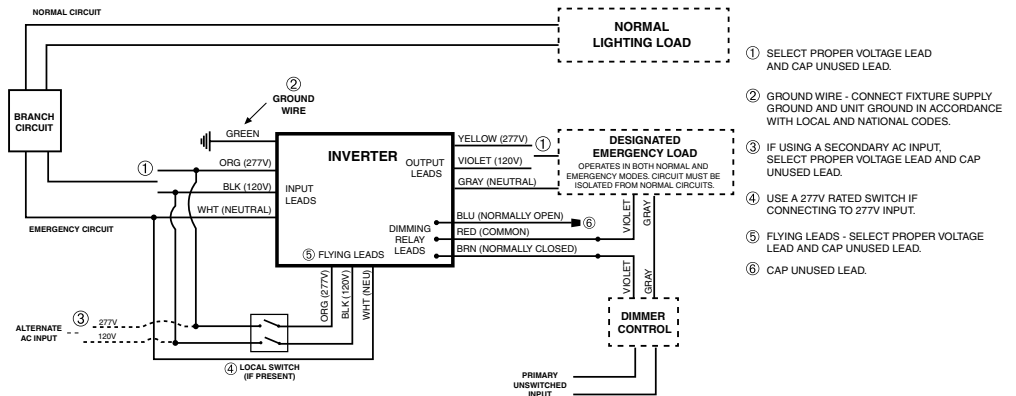 NORMAL CIRCUIT
NORMAL
LIGHTING LOAD
BRANCH
CIRCUIT
② GROUND
WIRE
GREEN
①
ORG (277V)
BLK (120V)
WHT (NEUTRAL)
EMERGENCY CIRCUIT
INVERTER
INPUT
LEADS
OUTPUT
LEADS
YELLOW (277V)
①
VIOLET (120V)
GRAY (NEUTRAL)
DESIGNATED
EMERGENCY LOAD
OPERATES IN BOTH NORMAL AND
EMERGENCY MODES. CIRCUIT MUST BE
ISOLATED FROM NORMAL CIRCUITS.
DIMMING
RELAY
LEADS
BLU (NORMALLY OPEN)
⑥
RED (COMMON)
BRN (NORMALLY CLOSED)
VIOLET
GRAY
VIOLET
GRAY
⑤ FLYING LEADS
ORG (277V)
BLK (120V)
WHT (NEU)
ALTERNATE
AC INPUT
③
277V
120V
④ LOCAL SWITCH
(IF PRESENT)
DIMMER
CONTROL
PRIMARY
UNSWITCHED
INPUT
① SELECT PROPER VOLTAGE LEAD
AND CAP UNUSED LEAD.
② GROUND WIRE - CONNECT FIXTURE SUPPLY
GROUND AND UNIT GROUND IN ACCORDANCE
WITH LOCAL AND NATIONAL CODES.
③ IF USING A SECONDARY AC INPUT,
SELECT PROPER VOLTAGE LEAD AND CAP
UNUSED LEAD.
④ USE A 277V RATED SWITCH IF
CONNECTING TO 277V INPUT.
⑤ FLYING LEADS - SELECT PROPER VOLTAGE
LEAD AND CAP UNUSED LEAD.
⑥ CAP UNUSED LEAD.